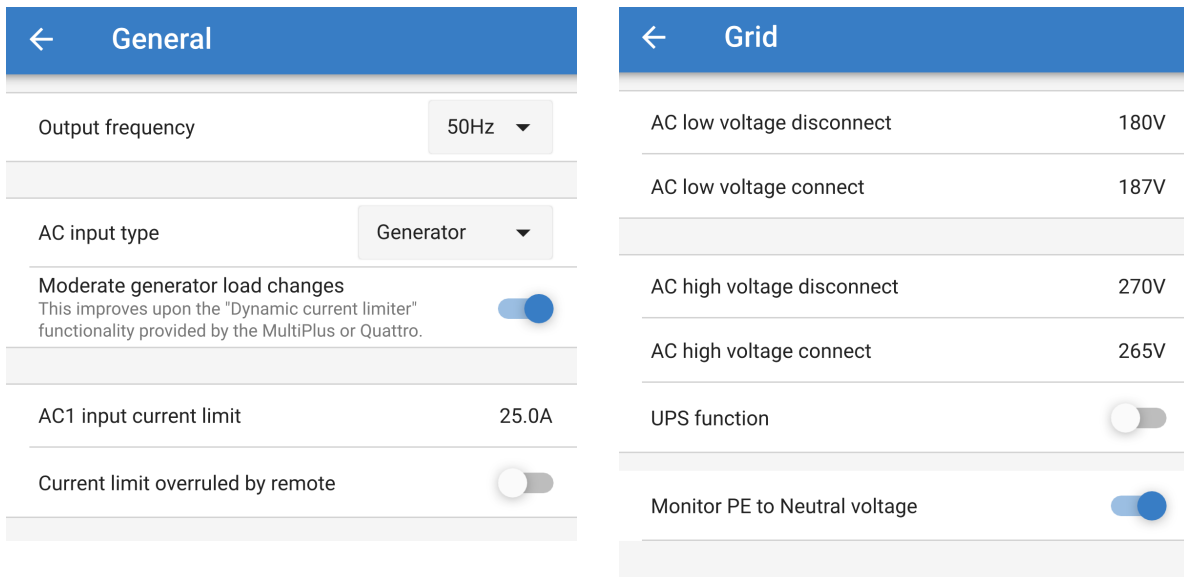 General
Output frequency
50Hz
AC input type
Generator
Moderate generator load changes
This improves upon the "Dynamic current limiter"
functionality provided by the MultiPlus or Quattro.
AC1 input current limit
25.0A
Current limit overruled by remote
Grid
AC low voltage disconnect
180V
AC low voltage connect
187V
AC high voltage disconnect
270V
AC high voltage connect
265V
UPS function
Monitor PE to Neutral voltage